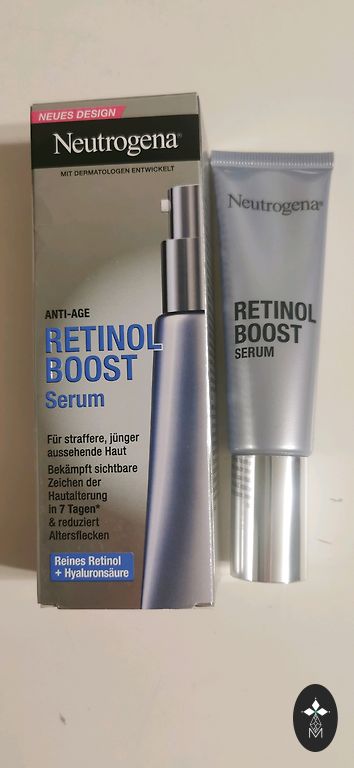 NEUES DESIGN
Neutrogena®
MIT DERMATOLOGEN ENTWICKELT
ANTI-AGE
RETINOL
BOOST
Serum
Für straffere, jünger
aussehende Haut
Bekämpft sichtbare
Zeichen der
Hautalterung
in 7 Tagen*
& reduziert
Altersflecken
Reines Retinol
+ Hyaluronsäure
Neutrogena®
RETINOL
BOOST
SERUM
M